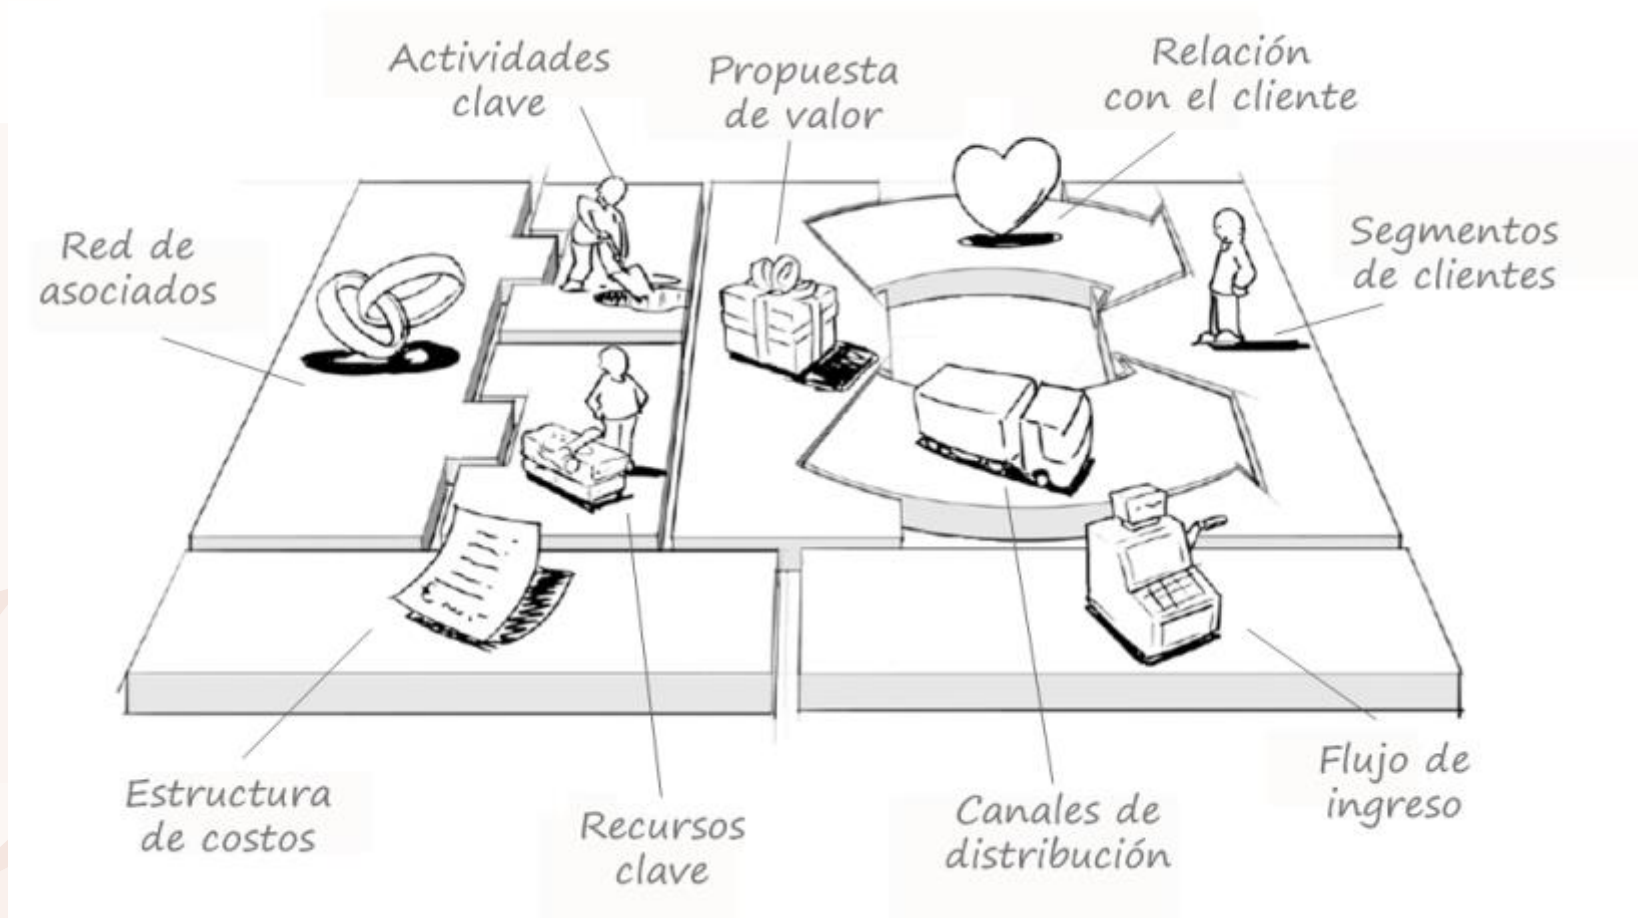 Actividades
clave
Propuesta
de valor
Relación
con el cliente
Red de
asociados
Segmentos
de clientes
Estructura
de costos
Recursos
clave
Canales de
distribución
Flujo de
ingreso